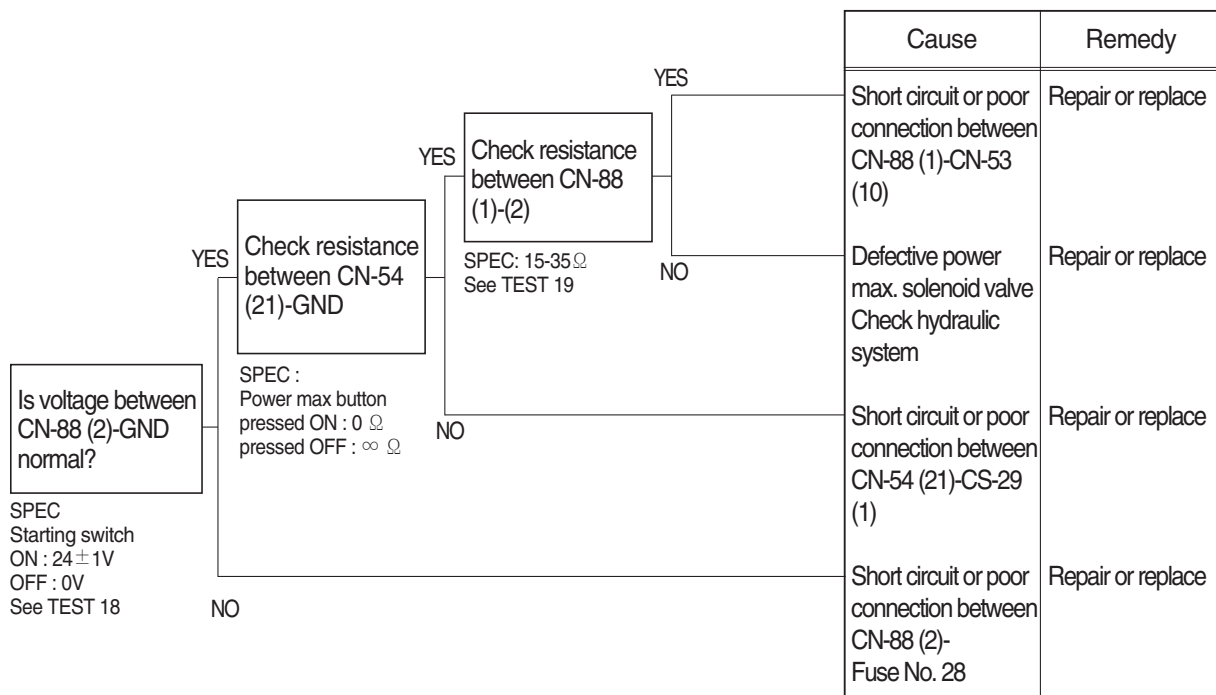 Cause
Remedy
YES
Short circuit or poor
connection between
CN-88 (1)-CN-53
(10)
Repair or replace
YES
Check resistance
between CN-88
(1)-(2)
SPEC: 15-35Ω
See TEST 19
NO
Defective power
max. solenoid valve
Check hydraulic
system
Repair or replace
YES
Check resistance
between CN-54
(21)-GND
SPEC :
Power max button
pressed ON : 0 Ω
pressed OFF : ∞ Ω
NO
Short circuit or poor
connection between
CN-54 (21)-CS-29
(1)
Repair or replace
Is voltage between
CN-88 (2)-GND
normal?
SPEC
Starting switch
ON : 24±1V
OFF : 0V
See TEST 18
NO
Short circuit or poor
connection between
CN-88 (2)-
Fuse No. 28
Repair or replace